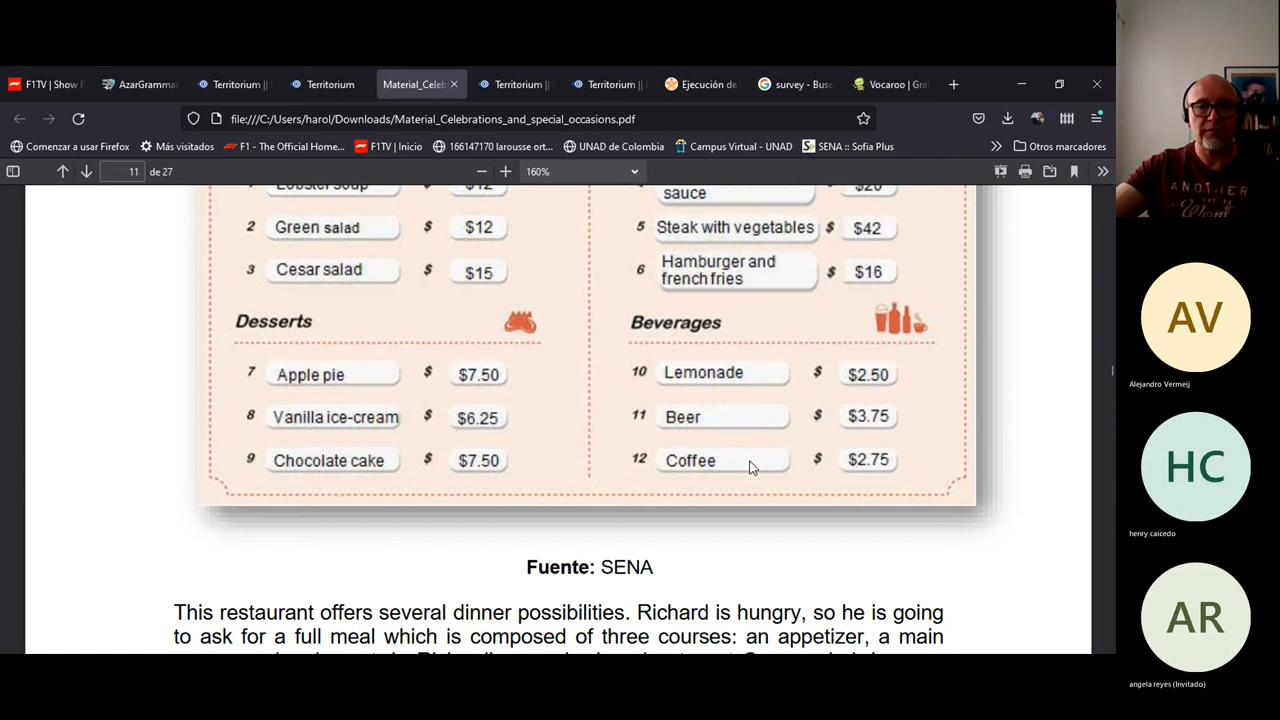 F1TV | Show P
AzarGramma
Territorium ||
Territorium
Material_Celeb
Territorium ||
Territorium ||
Ejecución de
survey - Busc
Vocaroo | Gra
file:///C:/Users/harol/Downloads/Material_Celebrations_and_special_occasions.pdf
Comenzar a usar Firefox
Más visitados
F1 - The Official Home...
F1TV | Inicio
166147170 larousse ort...
UNAD de Colombia
Campus Virtual - UNAD
SENA :: Sofia Plus
Otros marcadores
11 de 27
160%
Lobster soup $12
sauce $20
2 Green salad $ $12
5 Steak with vegetables $ $42
3 Cesar salad $ $15
6 Hamburger and
french fries $ $16
Desserts
Beverages
7 Apple pie $ $7.50
10 Lemonade $ $2.50
8 Vanilla ice-cream $ $6.25
11 Beer $ $3.75
9 Chocolate cake $ $7.50
12 Coffee $ $2.75
Fuente: SENA
This restaurant offers several dinner possibilities. Richard is hungry, so he is going
to ask for a full meal which is composed of three courses: an appetizer, a main
ANOTHER
AV
Alejandro Vermeij
HC
henry caicedo
AR
angela reyes (Invitado)